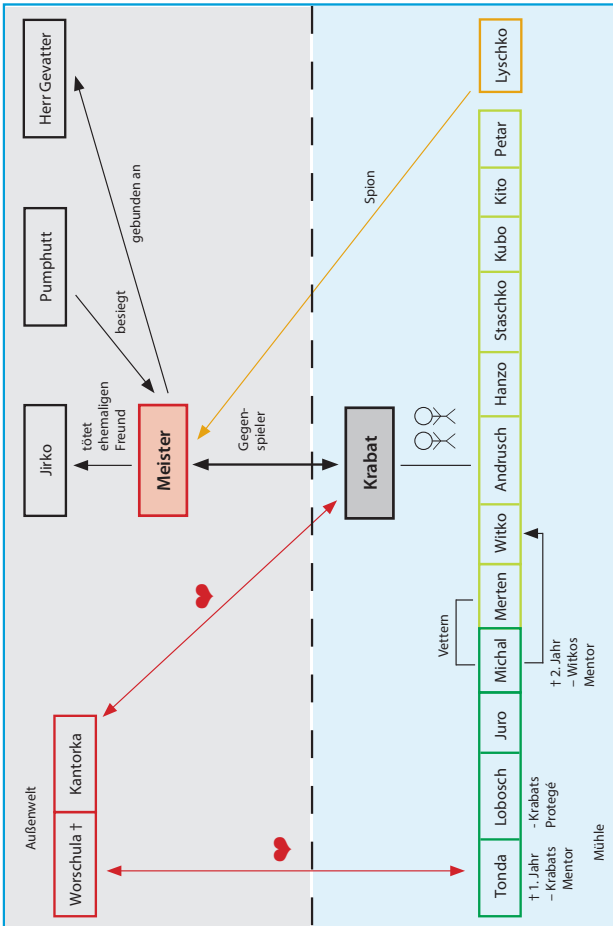 Außenwelt
Worschula †
Kantorka
Jirko
Pumphutt
Herr Gevatter
tötet
ehemaligen
Freund
besiegt
gebunden an
Meister
Gegen-
spieler
Spion
Krabat
Vettern
Tonda
Lobosch
Juro
Michal
Merten
Witko
Andrusch
Hanzo
Staschko
Kubo
Kito
Petar
Lyschko
† 1. Jahr
– Krabats
Mentor
- Krabats
Protegé
† 2. Jahr
– Witkos
Mentor
Mühle